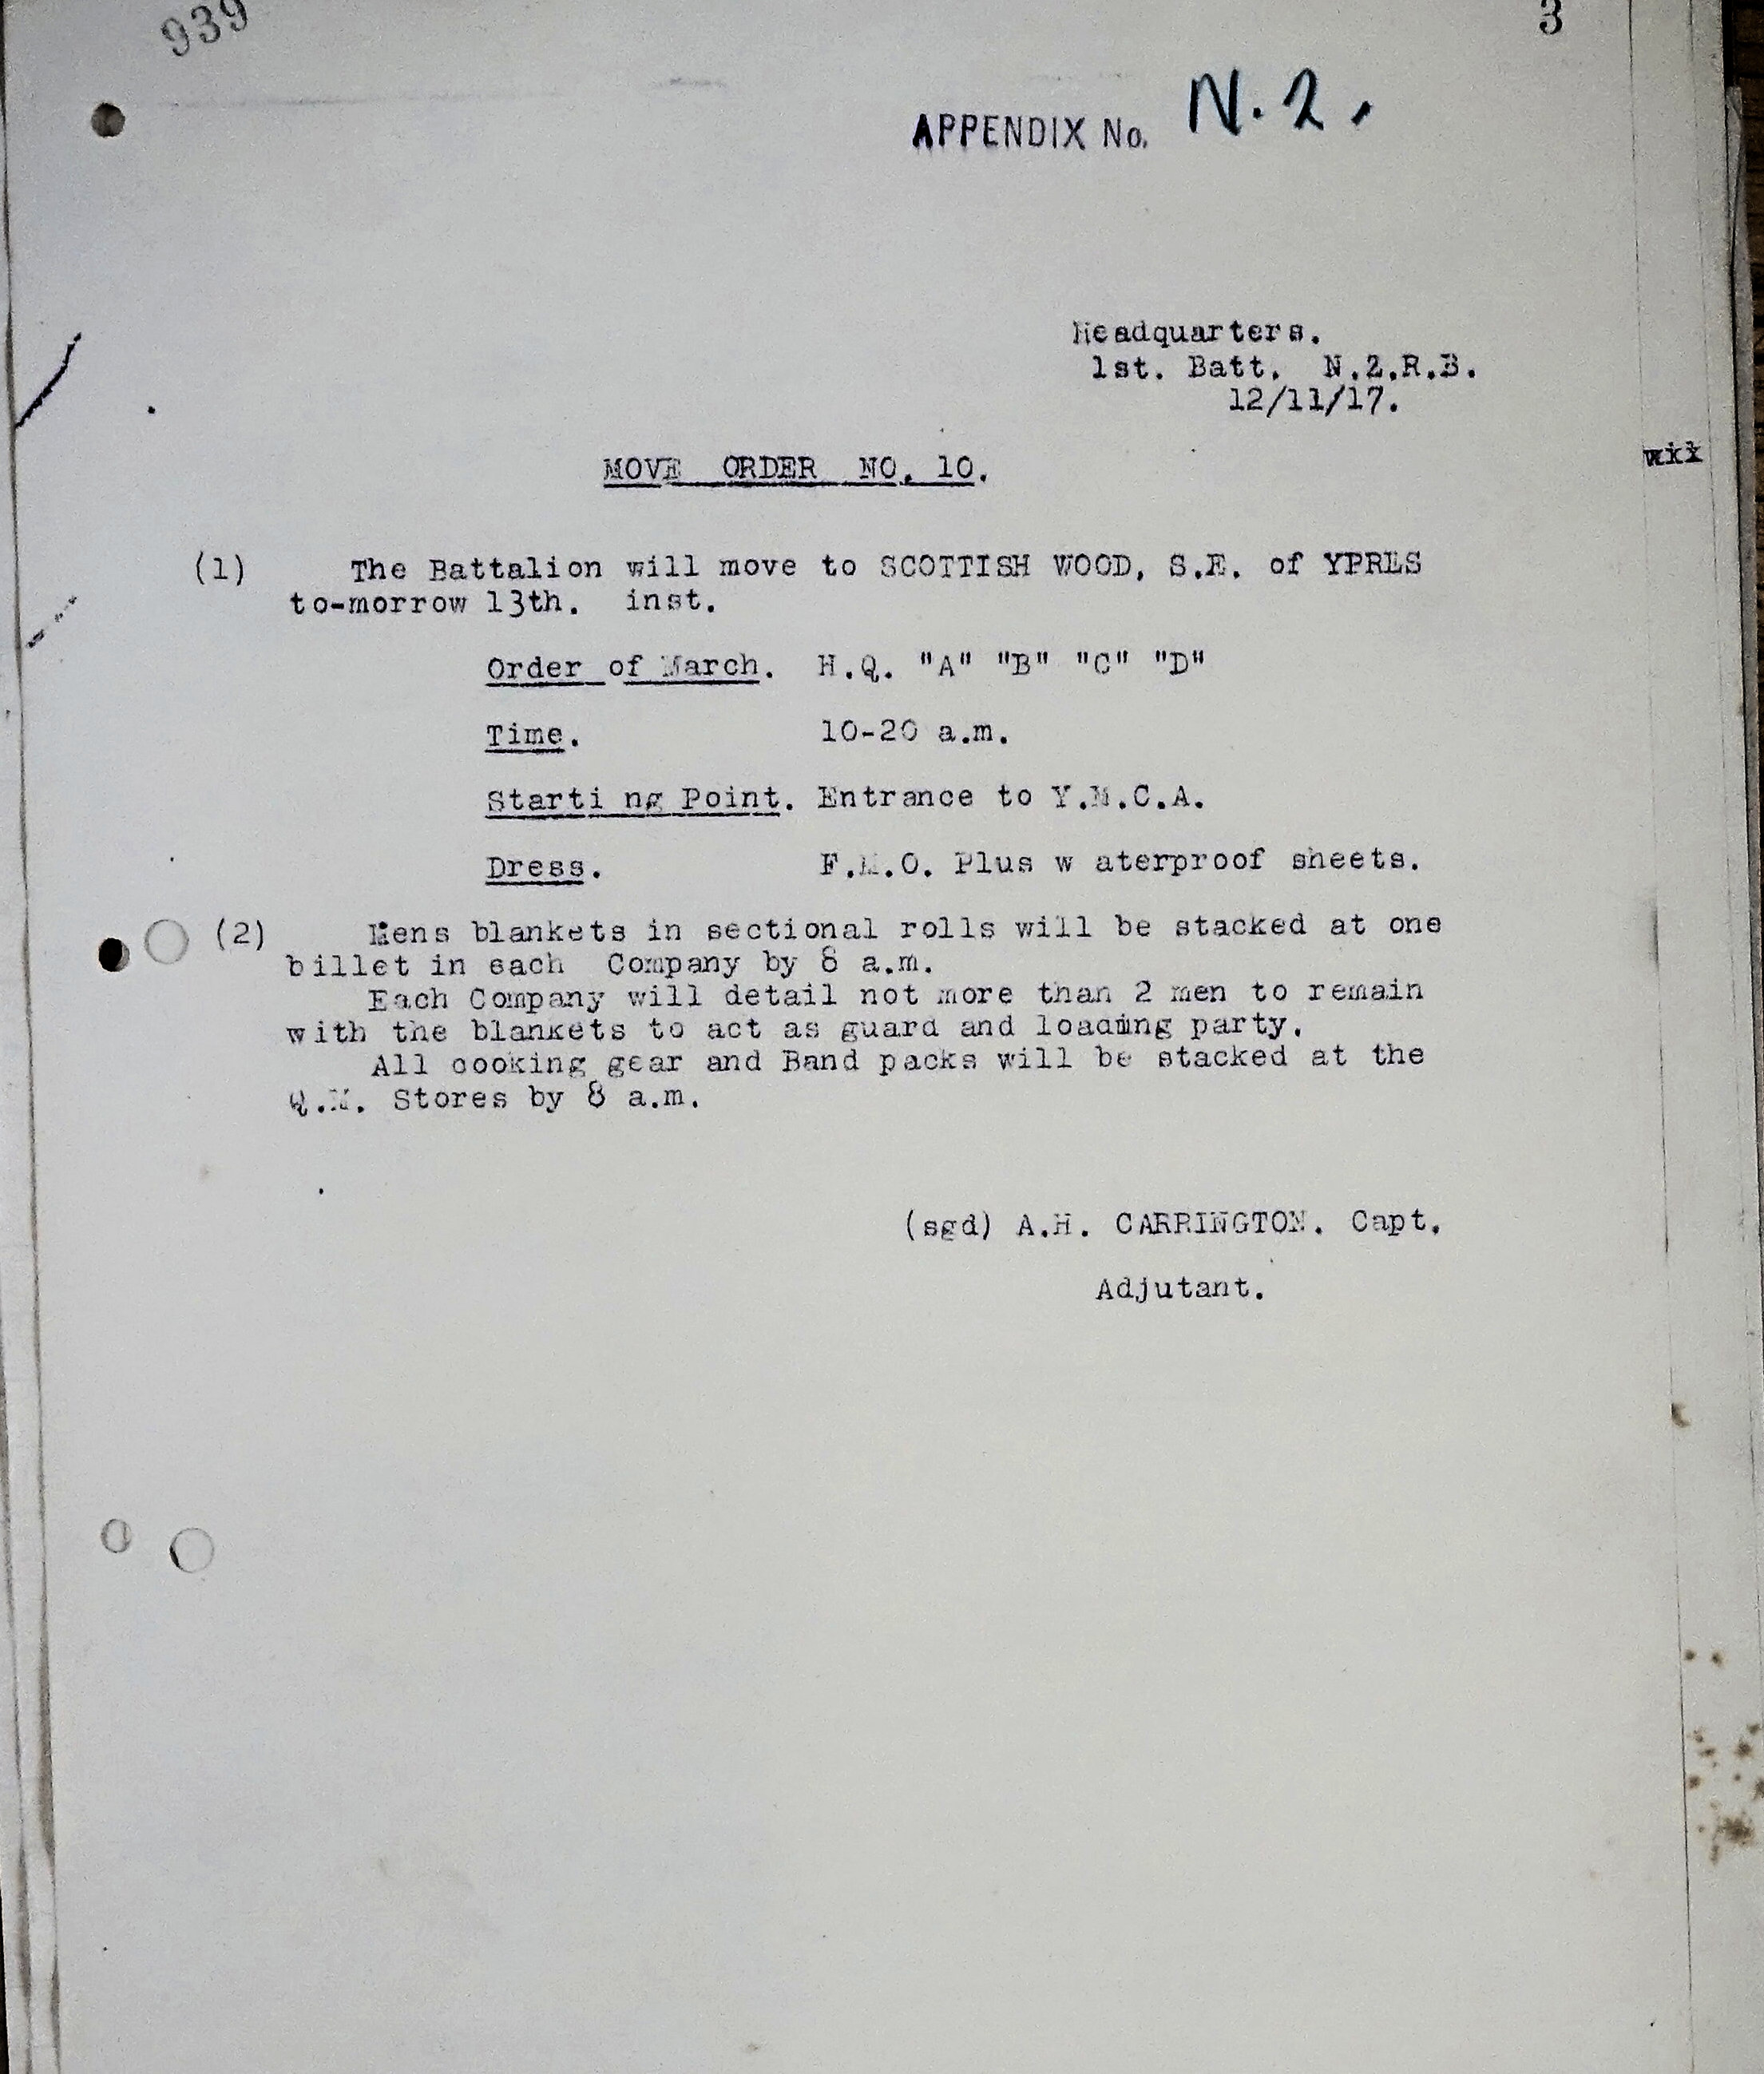 939
3
APPENDIX No. N.2.
Headquarters.
1st. Batt. N.Z.R.B.
12/11/17.
MOVE ORDER NO. 10.
wkk
(1) The Battalion will move to SCOTTISH WOOD, S.E. of YPRES
to-morrow 13th. inst.
Order of March. H.Q. "A" "B" "C" "D"
Time. 10-20 a.m.
Starti ng Point. Entrance to Y.M.C.A.
Dress. F.M.O. Plus w aterproof sheets.
(2) Mens blankets in sectional rolls will be stacked at one
billet in each Company by 8 a.m.
Each Company will detail not more than 2 men to remain
with the blankets to act as guard and loading party.
All cooking gear and Band packs will be stacked at the
Q.M. Stores by 8 a.m.
(sgd) A.H. CARRINGTON. Capt.
Adjutant.